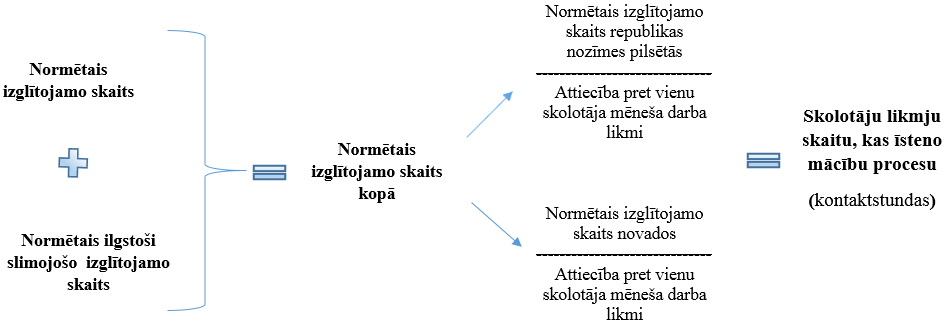 Normētais
izglītojamo skaits
Normētais ilgstoši
slimojošo izglītojamo
skaits
Normētais
izglītojamo skaits
kopā
Normētais izglītojamo
skaits republikas
nozīmes pilsētās
Attiecība pret vienu
skolotāja mēneša darba
likmi
Normētais izglītojamo
skaits novados
Attiecība pret vienu
skolotāja mēneša darba
likmi
Skolotāju likmju
skaitu, kas īsteno
mācību procesu
(kontaktstundas)